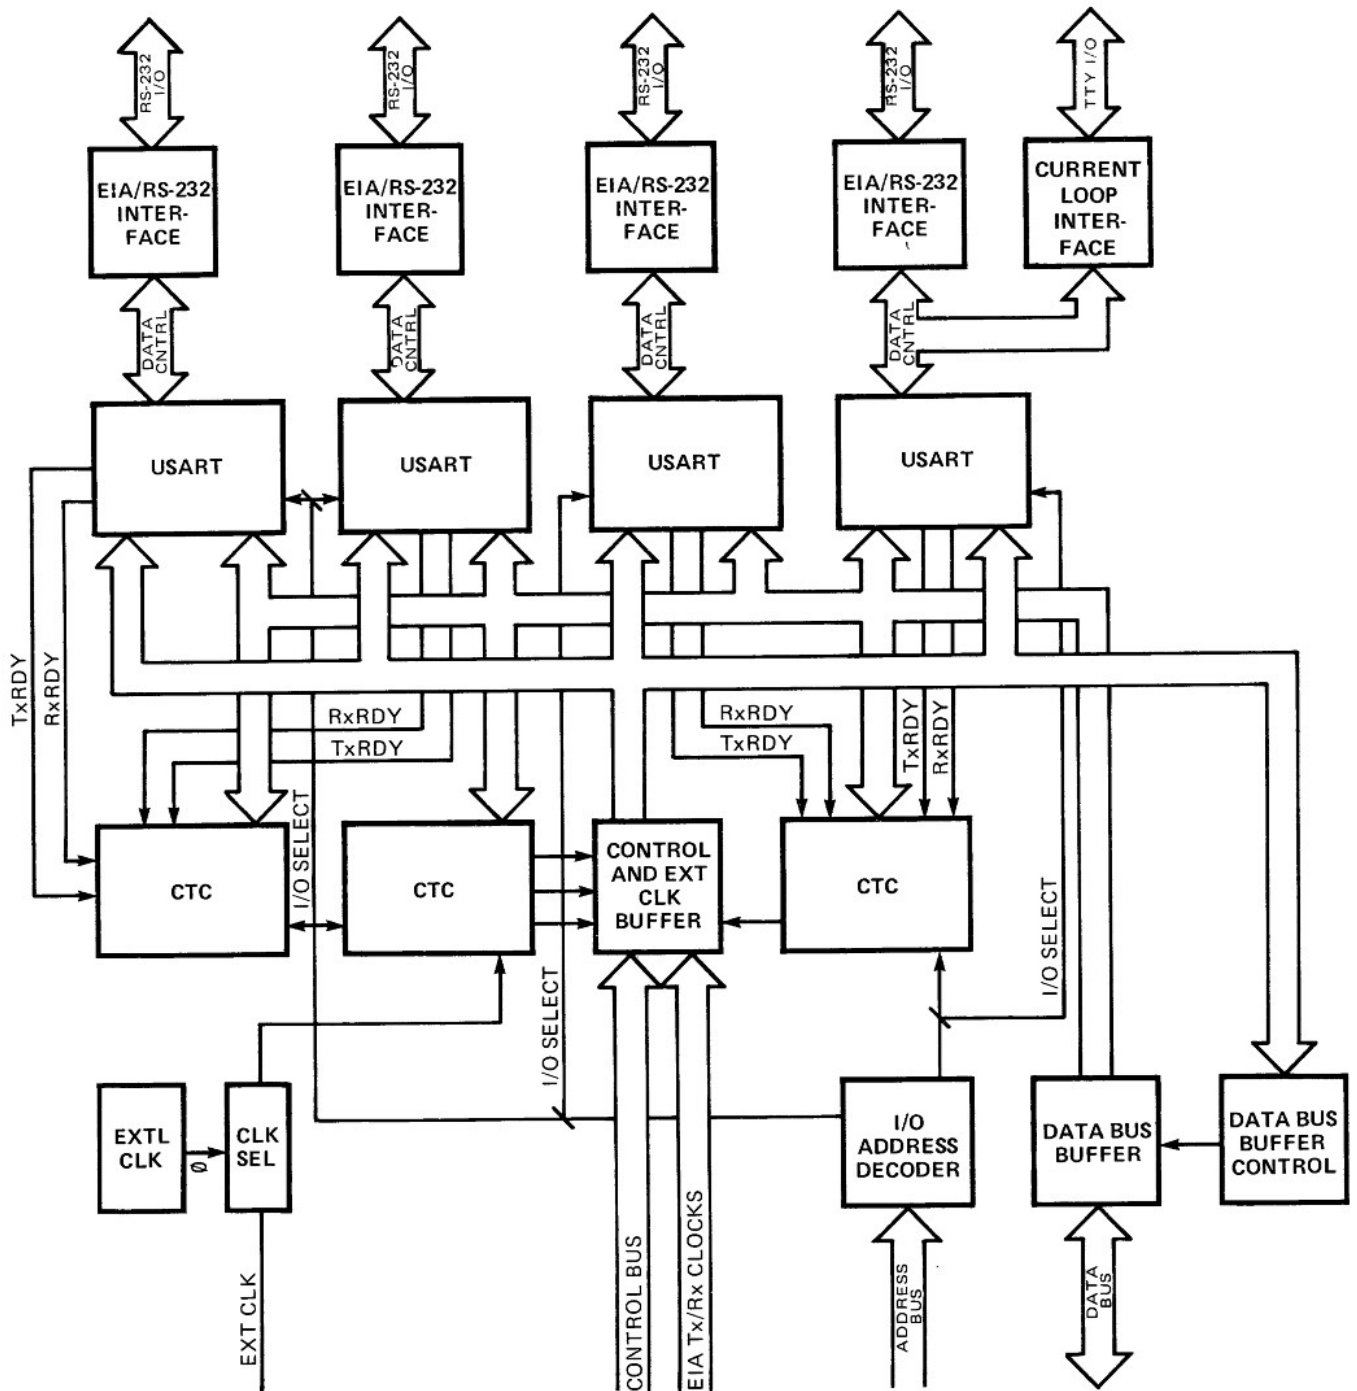 RS-232
I/O
RS-232
I/O
RS-232
I/O
RS-232
I/O
TTY I/O
EIA/RS-232
INTER-
FACE
EIA/RS-232
INTER-
FACE
EIA/RS-232
INTER-
FACE
EIA/RS-232
INTER-
FACE
CURRENT
LOOP
INTER-
FACE
DATA
CNTRL
DATA
CNTRL
DATA
CNTRL
DATA
CNTRL
USART
USART
USART
USART
TxRDY
RxRDY
RxRDY
TxRDY
RxRDY
TxRDY
TxRDY
RxRDY
CTC
I/O SELECT
CTC
CONTROL
AND EXT
CLK
BUFFER
CTC
I/O SELECT
I/O SELECT
EXTL
CLK
Ø
CLK
SEL
I/O
ADDRESS
DECODER
DATA BUS
BUFFER
DATA BUS
BUFFER
CONTROL
EXT CLK
CONTROL BUS
EIA Tx/Rx CLOCKS
ADDRESS
BUS
DATA
BUS